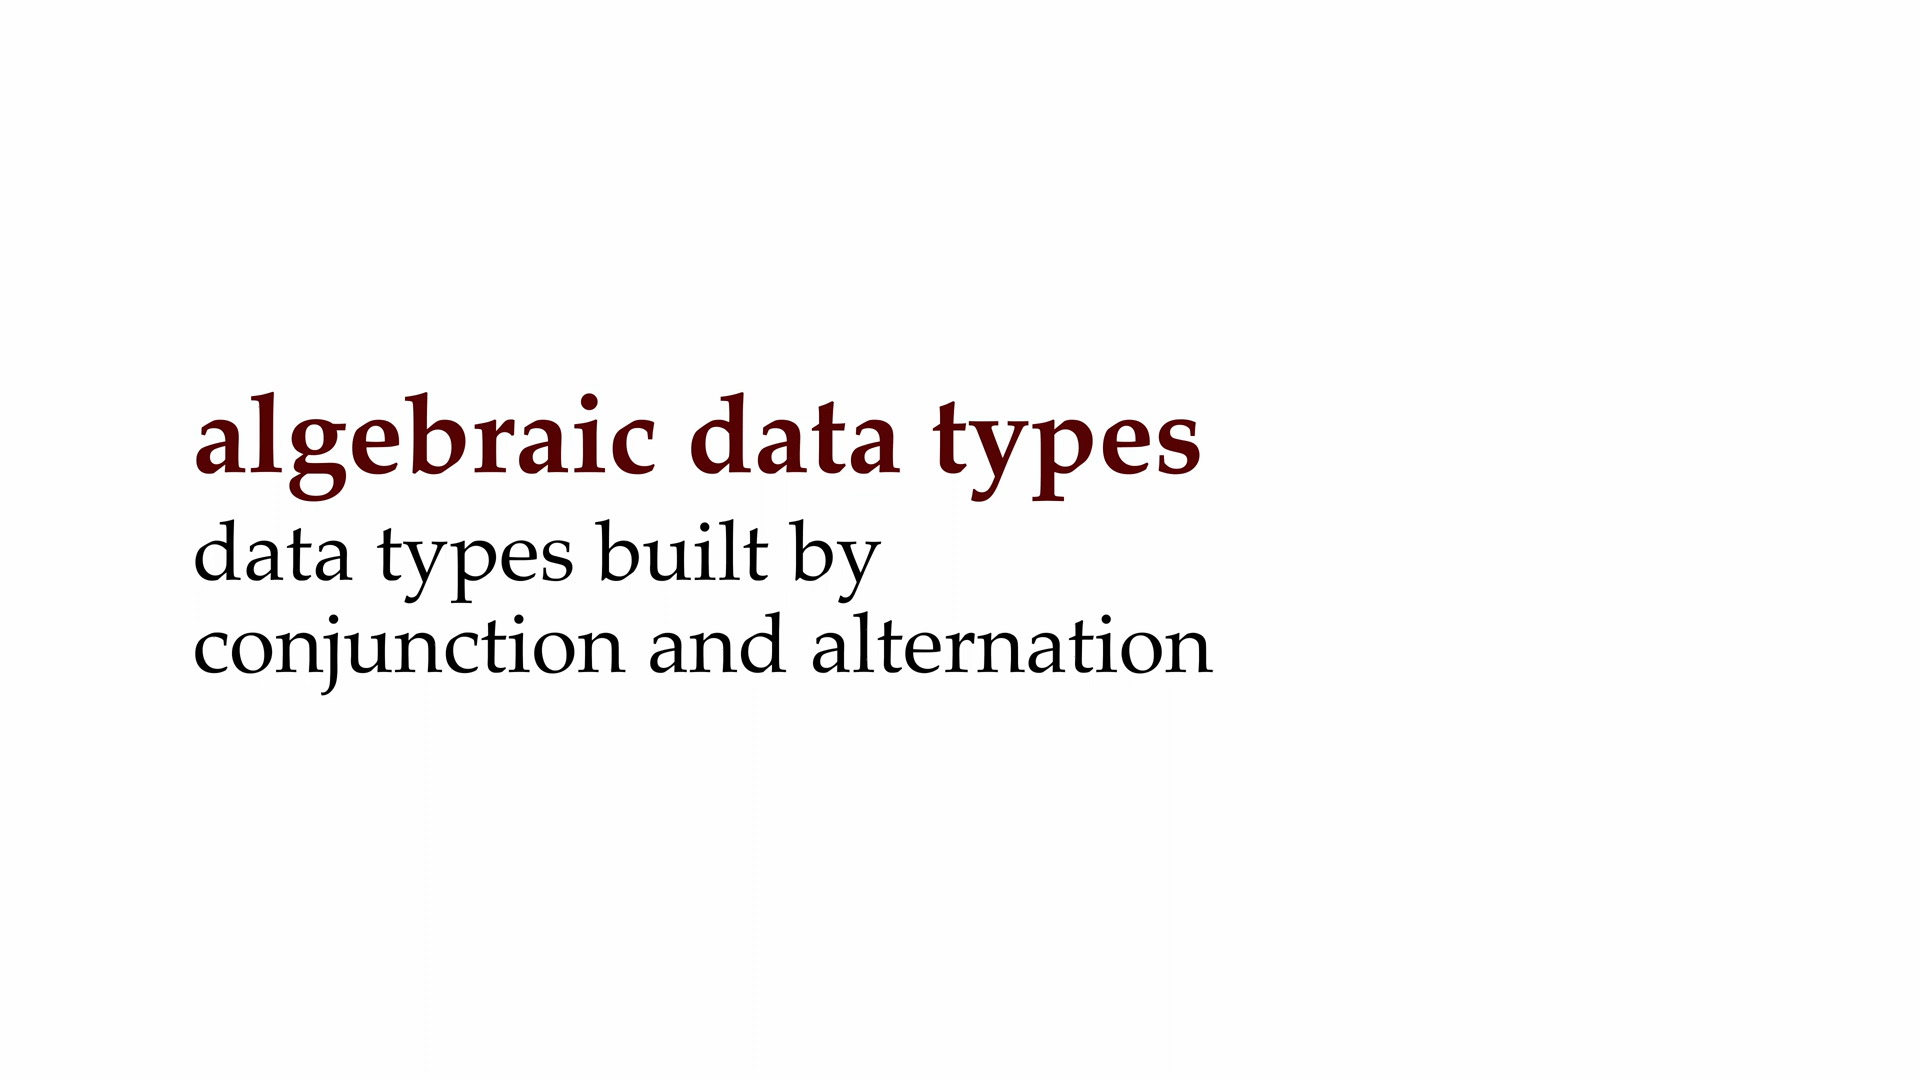 algebraic data types
data types built by
conjunction and alternation